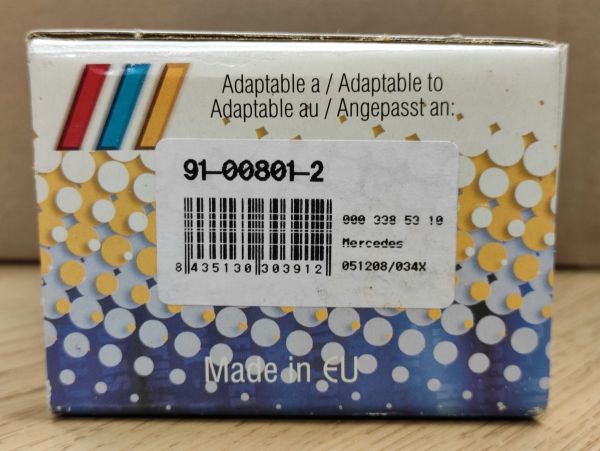 Adaptable a / Adaptable to
Adaptable au / Angepasst an:
91-00801-2
000 338 53 10
Mercedes
8 435130 303912
051208/034X
Made in EU